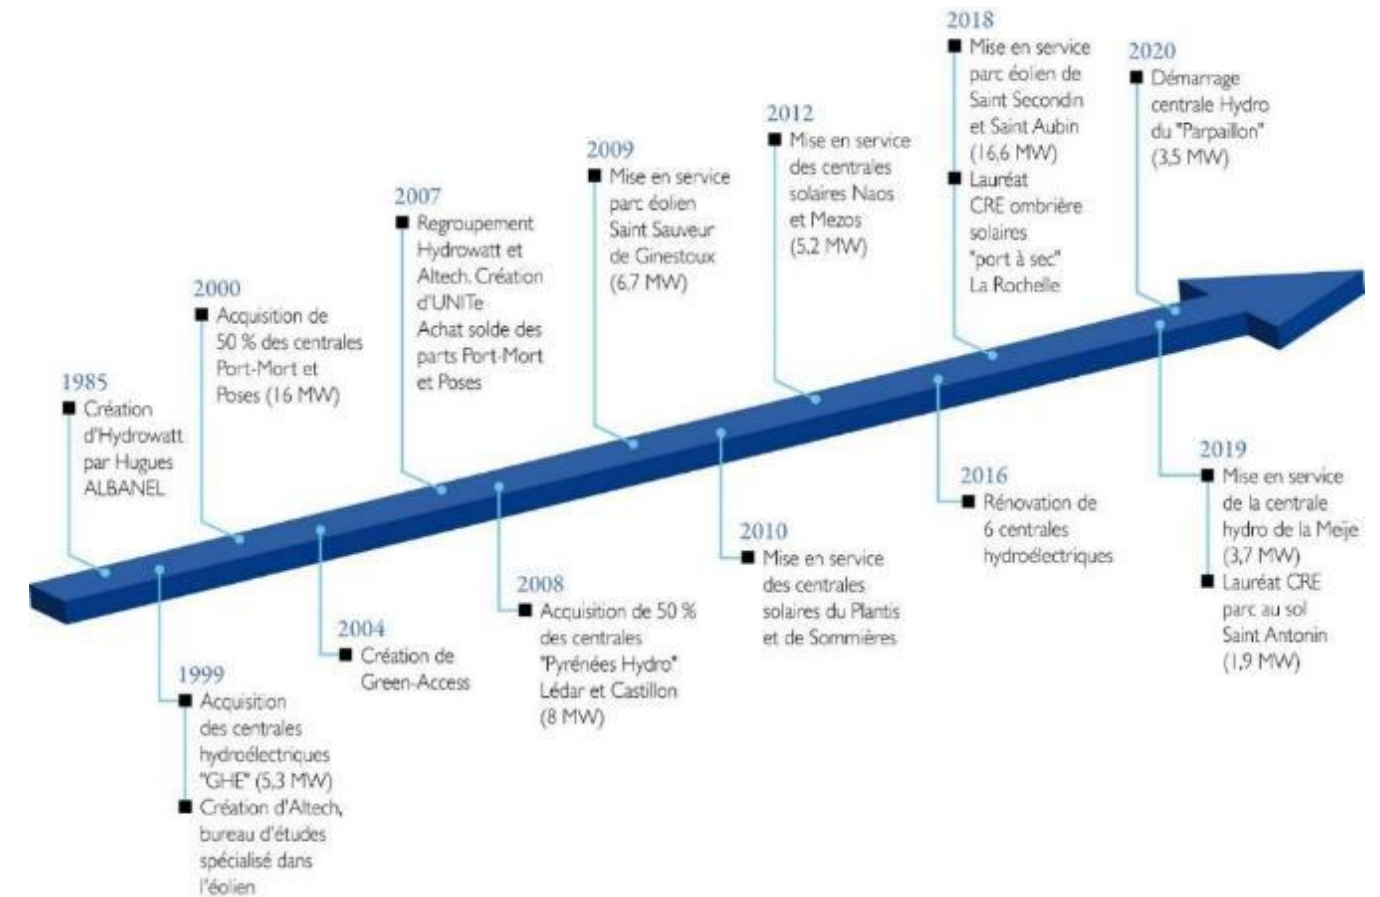 1985
Création
d'Hydrowatt
par Hugues
ALBANEL
1999
Acquisition
des centrales
hydroélectriques
"GHE" (5,3 MW)
Création d'Altech,
bureau d'études
spécialisé dans
l'éolien
2000
Acquisition de
50 % des centrales
Port-Mort et
Poses (16 MW)
2004
Création de
Green-Access
2007
Regroupement
Hydrowatt et
Altech. Création
d'UNITe
Achat solde des
parts Port-Mort
et Poses
2008
Acquisition de 50 %
des centrales
"Pyrénées Hydro"
Lédar et Castillon
(8 MW)
2009
Mise en service
parc éolien
Saint Sauveur
de Ginestoux
(6,7 MW)
2010
Mise en service
des centrales
solaires du Plantis
et de Sommières
2012
Mise en service
des centrales
solaires Naos
et Mezos
(5,2 MW)
2016
Rénovation de
6 centrales
hydroélectriques
2018
Mise en service
parc éolien de
Saint Secondin
et Saint Aubin
(16,6 MW)
Lauréat
CRE ombrière
solaires
"port à sec"
La Rochelle
2019
Mise en service
de la centrale
hydro de la Meije
(3,7 MW)
Lauréat CRE
parc au sol
Saint Antonin
(1,9 MW)
2020
Démarrage
centrale Hydro
du "Parpaillon"
(3,5 MW)